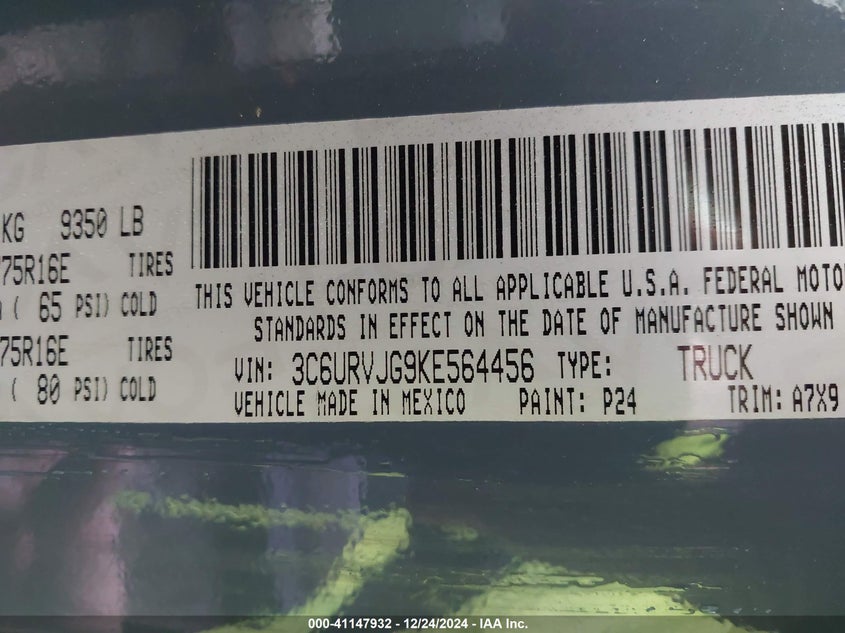 KG 9350 LB
75R16E TIRES
( 65 PSI) COLD
75R16E TIRES
( 80 PSI) COLD
THIS VEHICLE CONFORMS TO ALL APPLICABLE U.S.A. FEDERAL MOTO
STANDARDS IN EFFECT ON THE DATE OF MANUFACTURE SHOWN
VIN: 3C6URVJG9KE564456 TYPE: TRUCK
VEHICLE MADE IN MEXICO PAINT: P24 TRIM: A7X9
000-41147932 - 12/24/2024 - IAA Inc.